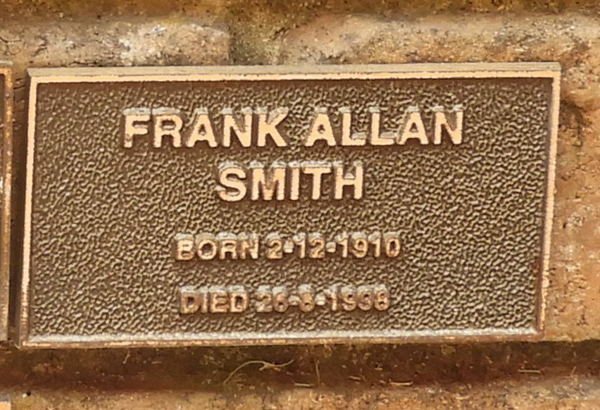 FRANK ALLAN
SMITH
BORN 2-12-1910
DIED